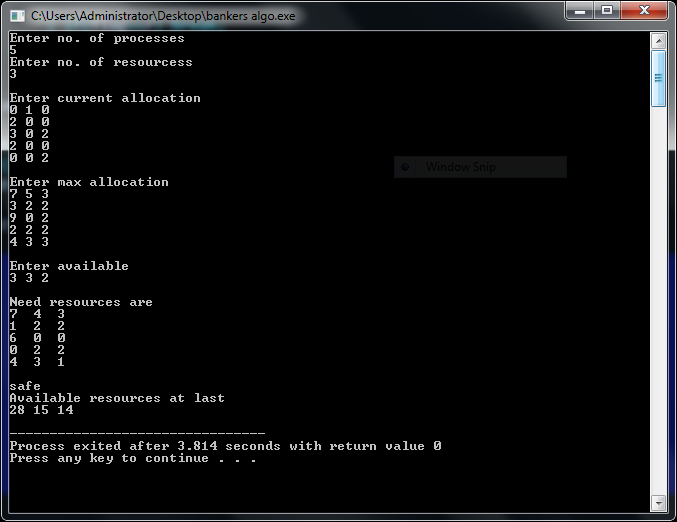 C:\Users\Administrator\Desktop\bankers algo.exe
Enter no. of processes
5
Enter no. of resourcess
3
Enter current allocation
0 1 0
2 0 0
3 0 2
2 0 0
0 0 2
Window Snip
Enter max allocation
7 5 3
3 2 2
9 0 2
2 2 2
4 3 3
Enter available
3 3 2
Need resources are
7 4 3
1 2 2
6 0 0
0 2 2
4 3 1
safe
Available resources at last
28 15 14
--------------------------------
Process exited after 3.814 seconds with return value 0
Press any key to continue . . .